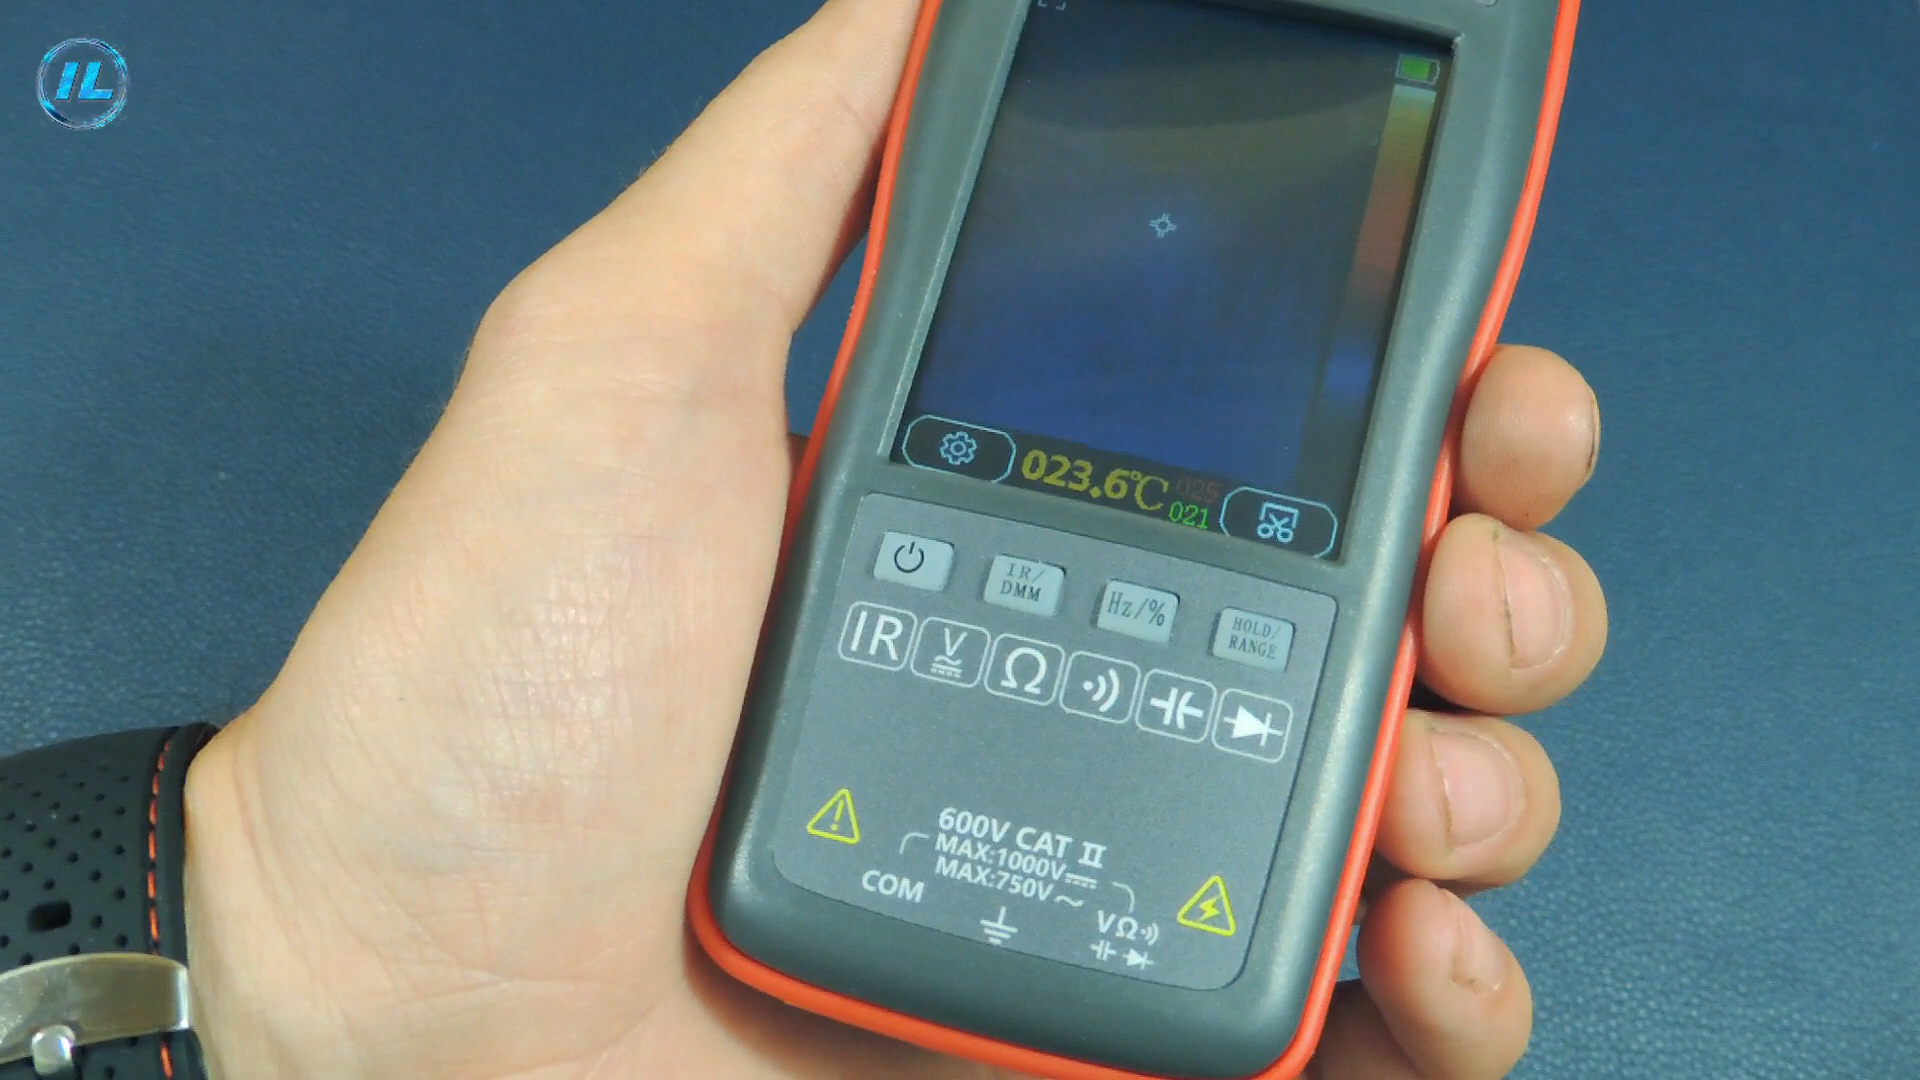 IL
023.6℃
025
021
IR/
DMM
Hz/%
HOLD/
RANGE
IR
V
Ω
600V CAT II
MAX:1000V
MAX:750V~
COM
VΩ